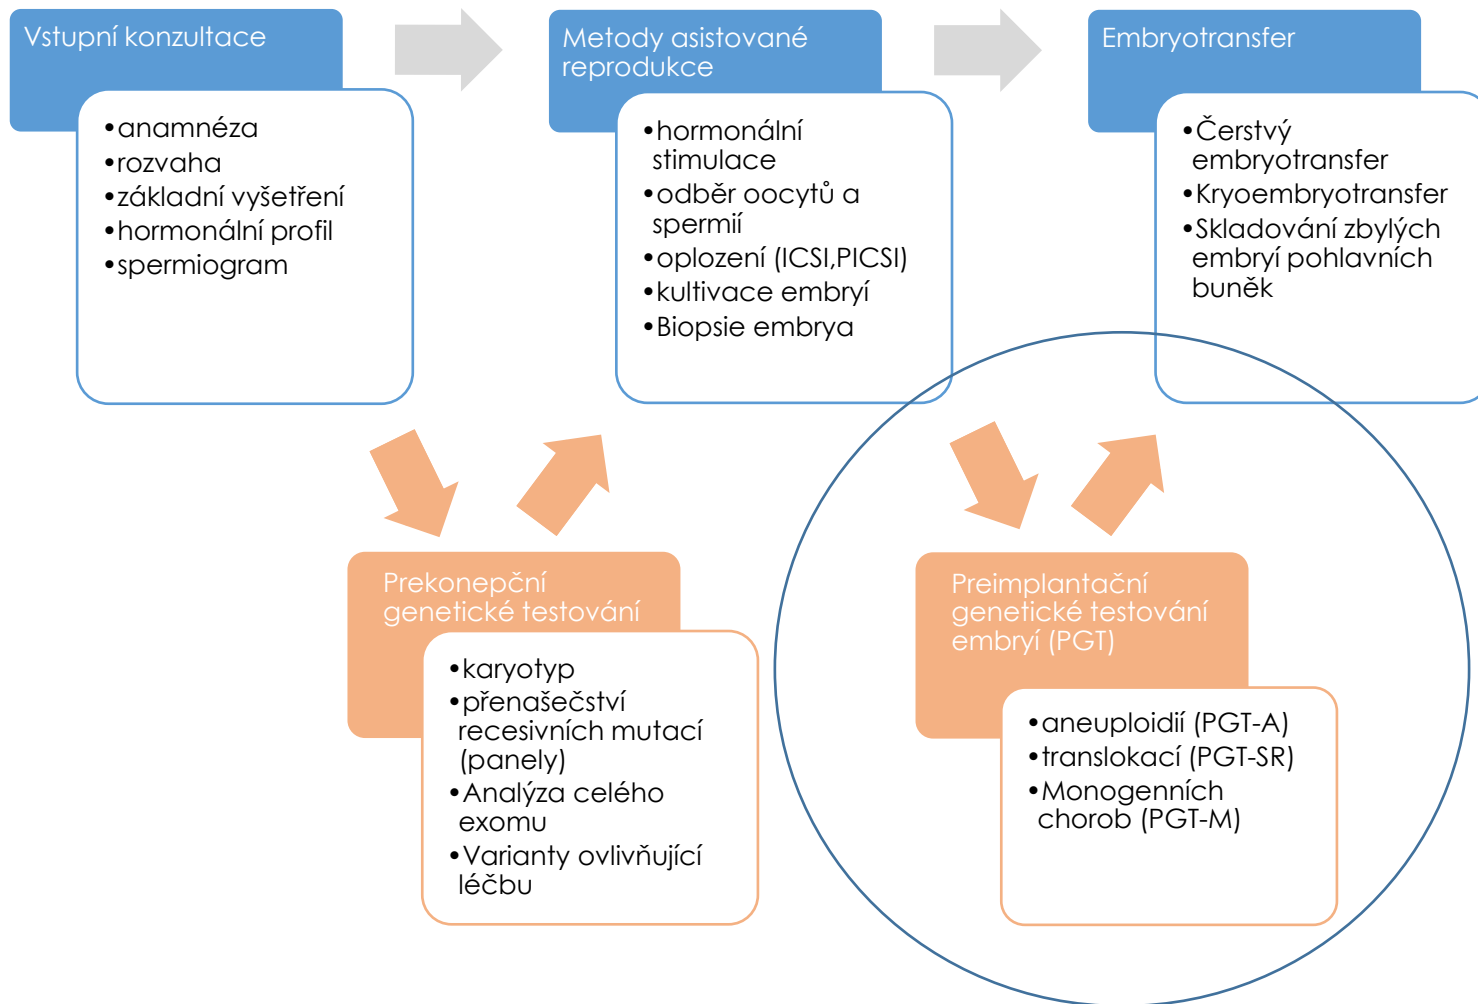 Vstupní konzultace
•anamnéza
•rozvaha
•základní vyšetření
•hormonální profil
•spermiogram
Metody asistované
reprodukce
•hormonální
stimulace
•odběr oocytů a
spermií
•oplození (ICSI,PICSI)
•kultivace embryí
•Biopsie embrya
Embryotransfer
•Čerstvý
embryotransfer
•Kryoembryotransfer
•Skladování zbylých
embryí pohlavních
buněk
Prekonepční
genetické testování
•karyotyp
•přenašečství
recesivních mutací
(panely)
•Analýza celého
exomu
•Varianty ovlivňující
léčbu
Preimplantační
genetické testování
embryí (PGT)
•aneuploidií (PGT-A)
•translokací (PGT-SR)
•Monogenních
chorob (PGT-M)